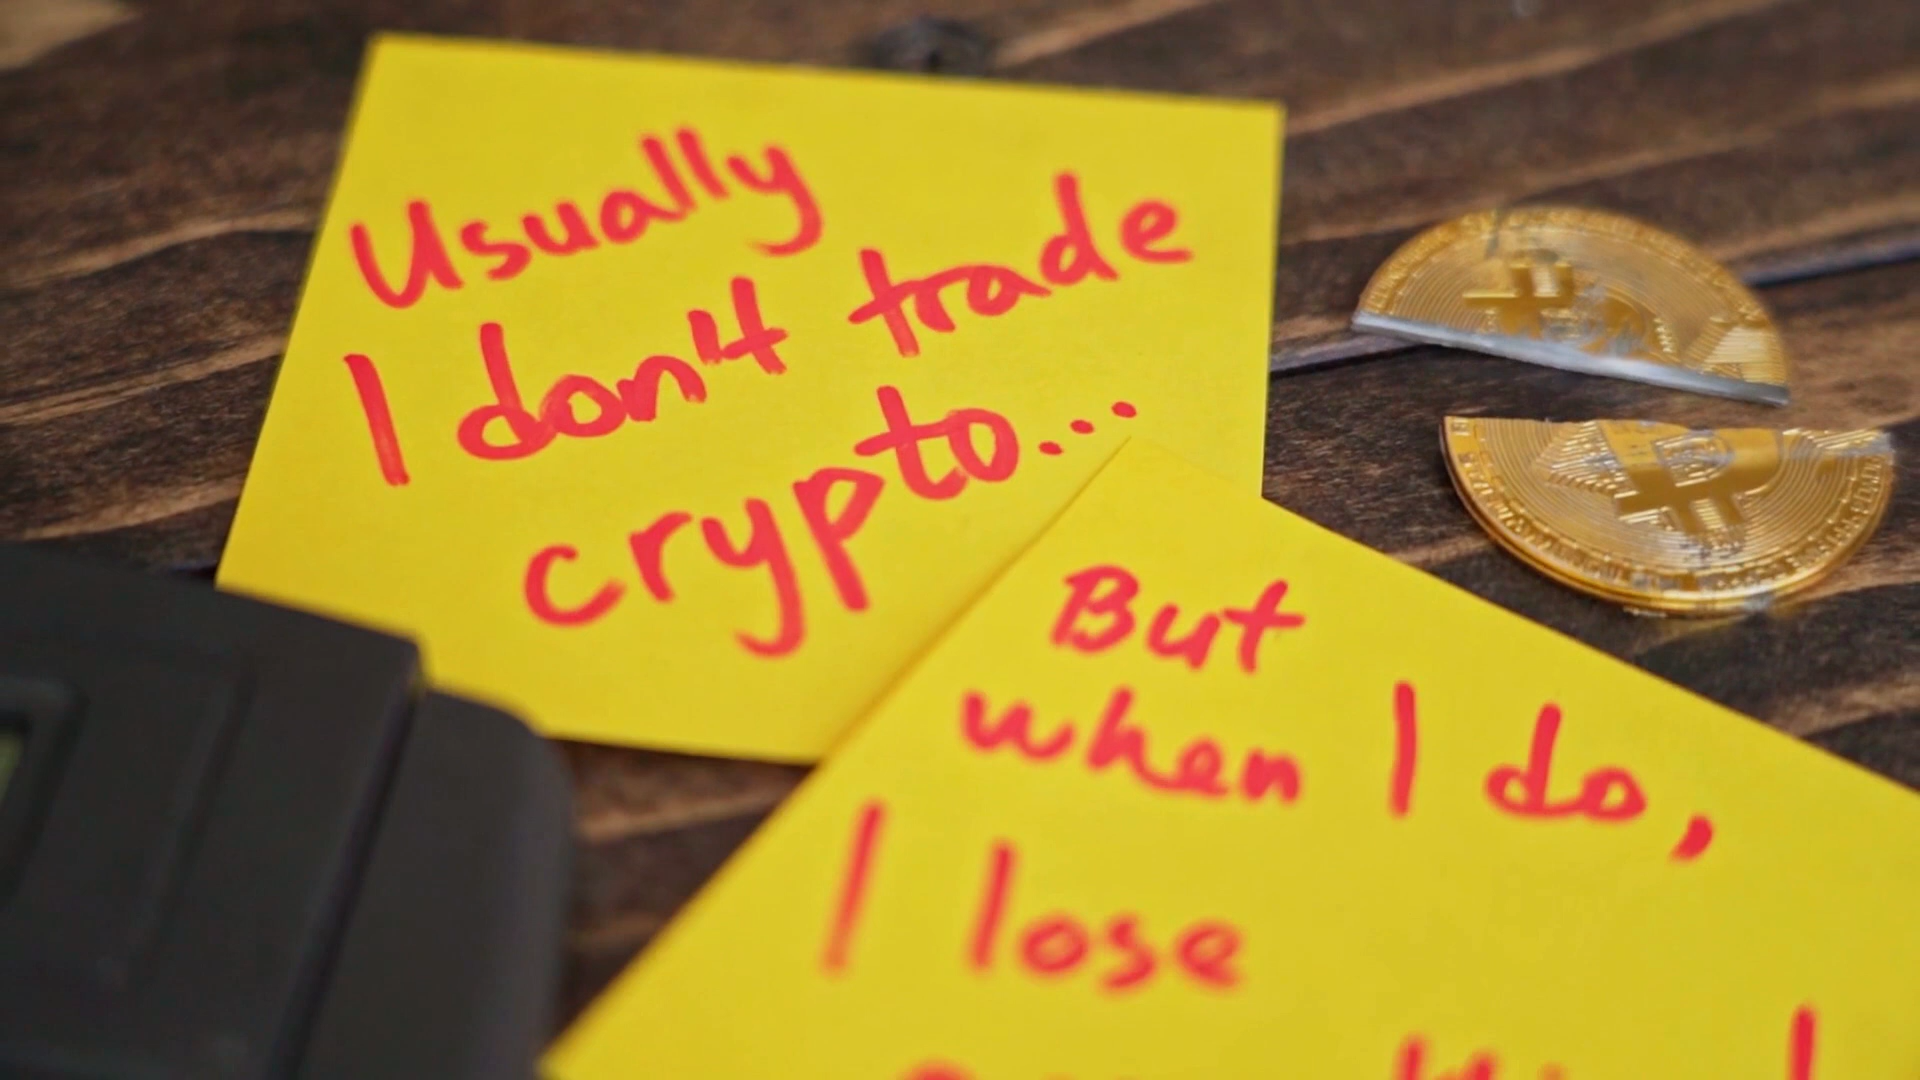 Usually
I don't trade
crypto...
But
when I do,
I lose